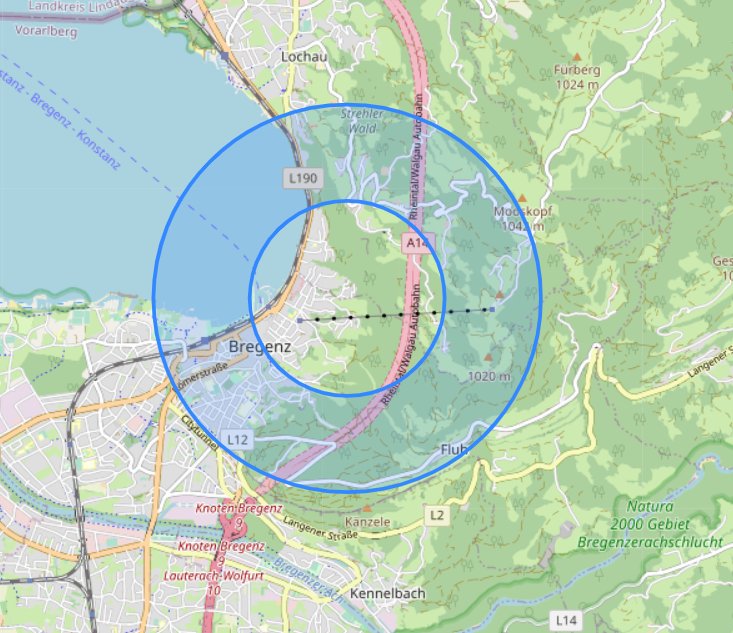 Landkreis Lindau
Vorarlberg
Lochau
Furberg
1024 m
stanz - Bregenz - Konstanz
Strehler
Wald
Rheintal/Walgau Autobahn
L190
Mooskopf
1042 m
A14
Rheintal/Walgau Autobahn
Bregenz
1020 m
Römerstraße
Citytunnel
L12
Fluh
Langener S
Knoten Bregenz
9
Kanzele
L2
Langener Straße
Natura
2000 Gebiet
Bregenzerachschlucht
Knoten Bregenz
9
Lauterach-Wolfurt
10
Bregenzerach
Kennelbach
L14